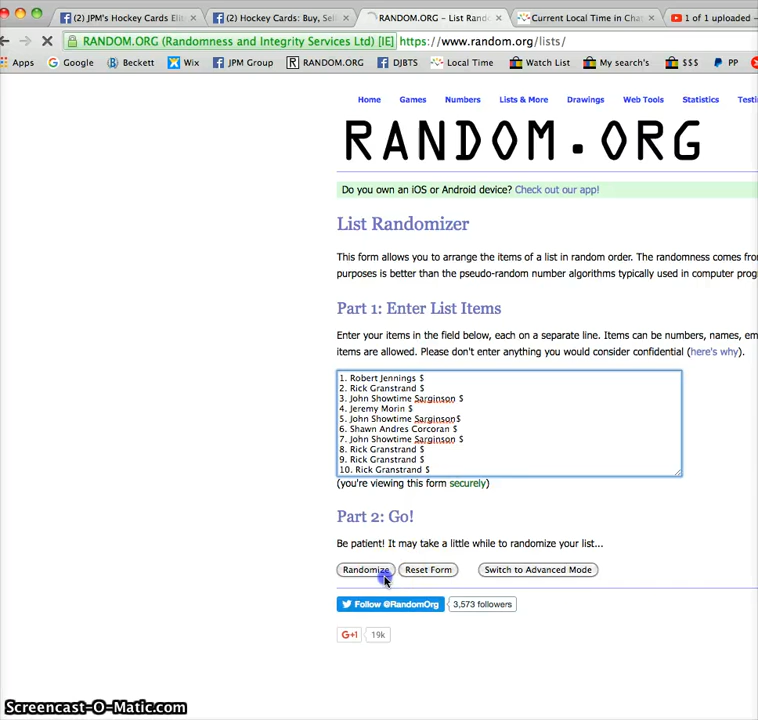 (2) JPM's Hockey Cards Elit
(2) Hockey Cards: Buy, Sel
RANDOM.ORG - List Rando
Current Local Time in Chat
1 of 1 uploaded -
RANDOM.ORG (Randomness and Integrity Services Ltd) [IE] https://www.random.org/lists/
Apps Google Beckett Wix JPM Group RANDOM.ORG DJBTS Local Time Watch List My search's $$$ PP
Home Games Numbers Lists & More Drawings Web Tools Statistics Testi
RANDOM.ORG
Do you own an iOS or Android device? Check out our app!
List Randomizer
This form allows you to arrange the items of a list in random order. The randomness comes from
purposes is better than the pseudo-random number algorithms typically used in computer prog
Part 1: Enter List Items
Enter your items in the field below, each on a separate line. Items can be numbers, names, em
items are allowed. Please don't enter anything you would consider confidential (here's why).
1. Robert Jennings $
2. Rick Granstrand $
3. John Showtime Sarginson $
4. Jeremy Morin $
5. John Showtime Sarginson$
6. Shawn Andres Corcoran $
7. John Showtime Sarginson $
8. Rick Granstrand $
9. Rick Granstrand $
10. Rick Granstrand $
(you're viewing this form securely)
Part 2: Go!
Be patient! It may take a little while to randomize your list...
Randomize Reset Form Switch to Advanced Mode
Follow @RandomOrg 3,573 followers
G+1 19k
Screencast-O-Matic.com